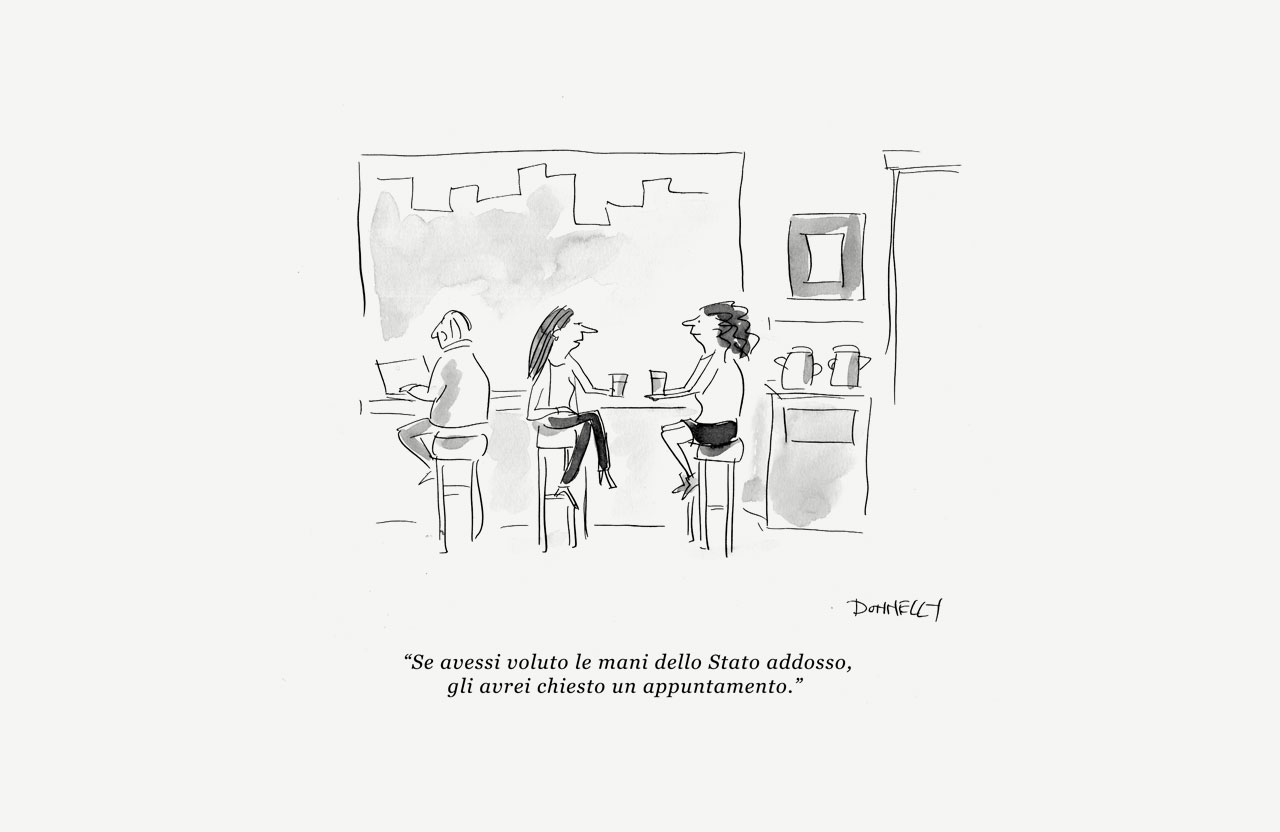 DONNELLY
“Se avessi voluto le mani dello Stato addosso,
gli avrei chiesto un appuntamento.”